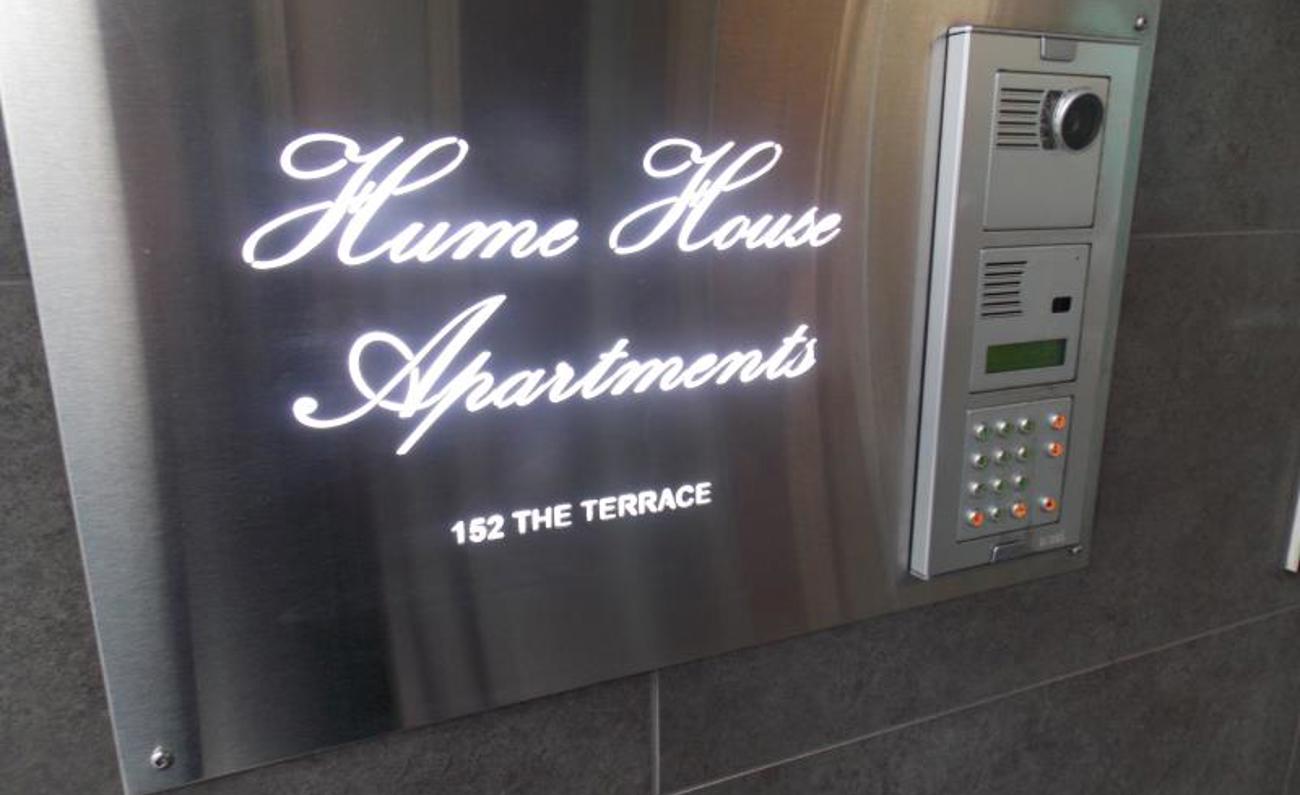 Hume House
Apartments
152 THE TERRACE